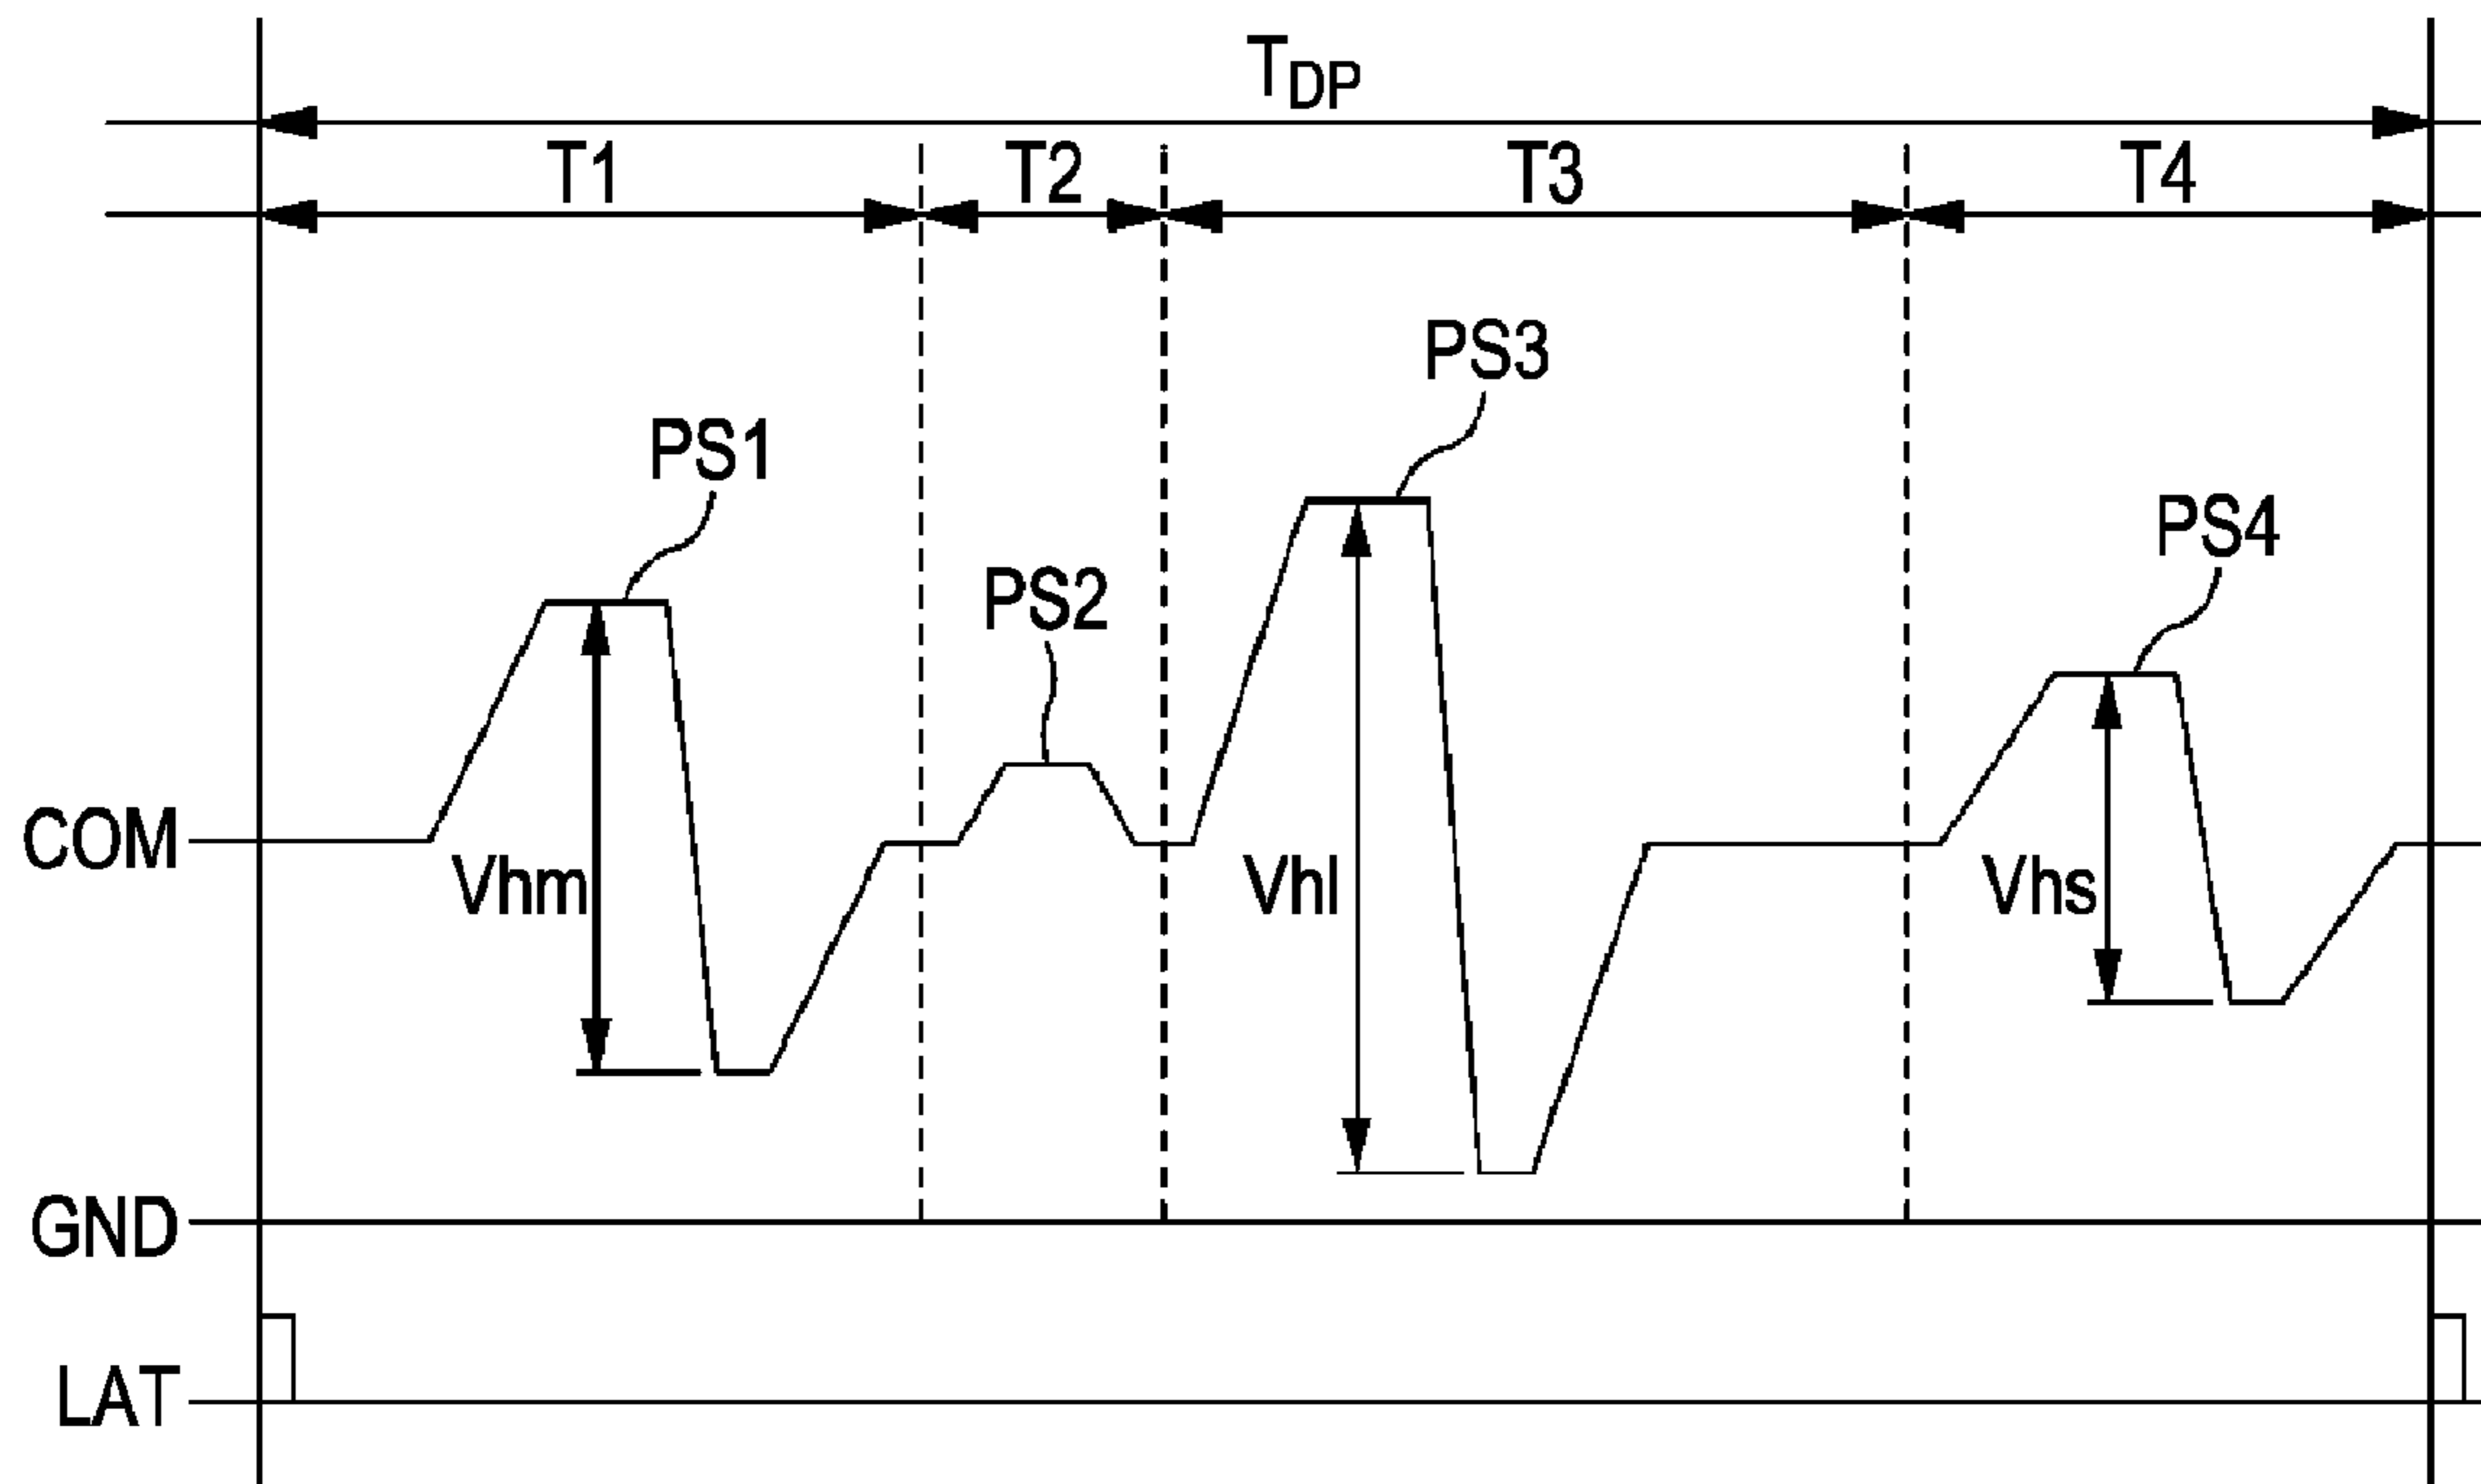 TDP
T1 T2 T3 T4
PS3
PS1
PS4
PS2
COM
Vhm Vhl Vhs
GND
LAT